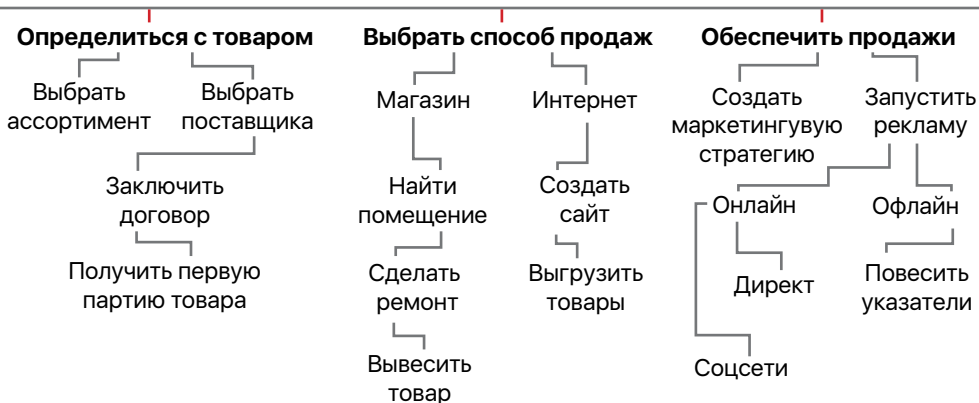 Определиться с товаром
Выбрать способ продаж
Обеспечить продажи
Выбрать
ассортимент
Выбрать
поставщика
Магазин
Интернет
Создать
маркетингувую
стратегию
Запустить
рекламу
Заключить
договор
Найти
помещение
Создать
сайт
Онлайн
Офлайн
Получить первую
партию товара
Сделать
ремонт
Выгрузить
товары
Директ
Повесить
указатели
Вывесить
товар
Соцсети